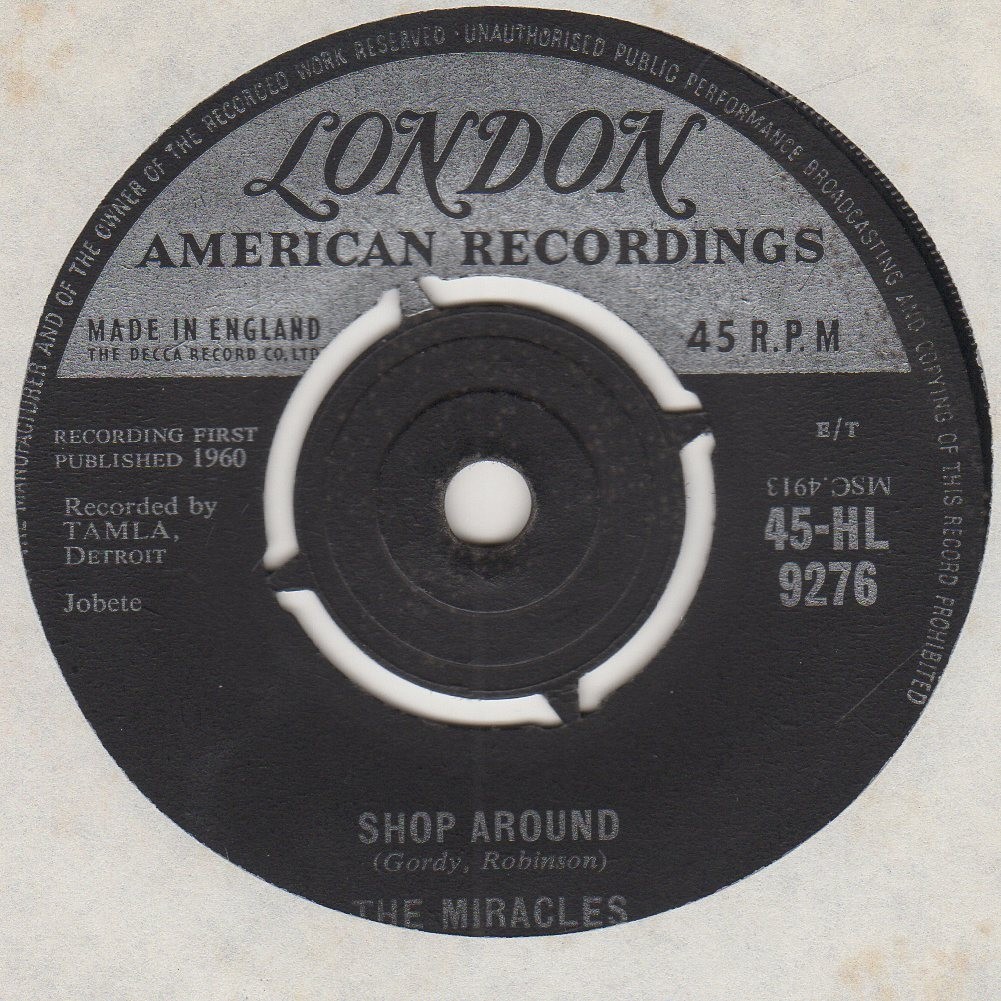 THE MANUFACTURER AND OF THE OWNER OF THE RECORDED WORK RESERVED · UNAUTHORISED PUBLIC PERFORMANCE BROADCASTING AND COPYING OF THIS RECORD PROHIBITED
LONDON
AMERICAN RECORDINGS
MADE IN ENGLAND
THE DECCA RECORD CO. LTD
45 R.P.M
RECORDING FIRST
PUBLISHED 1960
Recorded by
TAMLA,
DETROIT
Jobete
E/T
MSC.4913
45-HL
9276
SHOP AROUND
(Gordy, Robinson)
THE MIRACLES